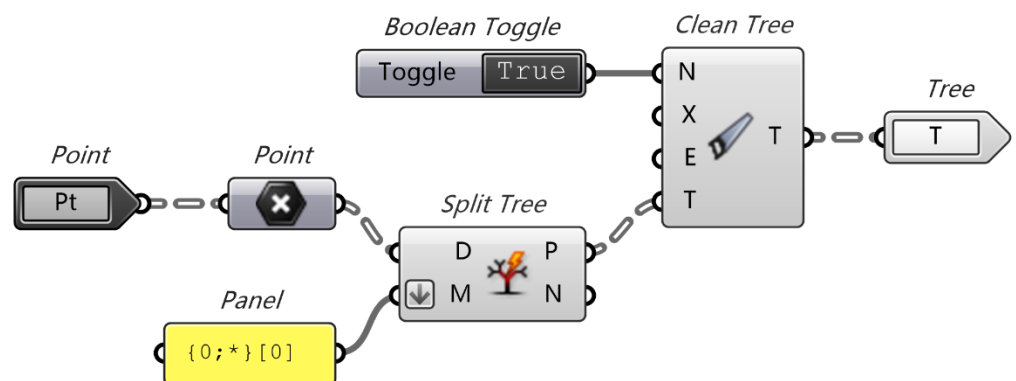 Boolean Toggle
Toggle True
Clean Tree
N
X
E
T
T
Tree
T
Point
Pt
Point
Split Tree
D P
M N
Panel
{0;*}[0]